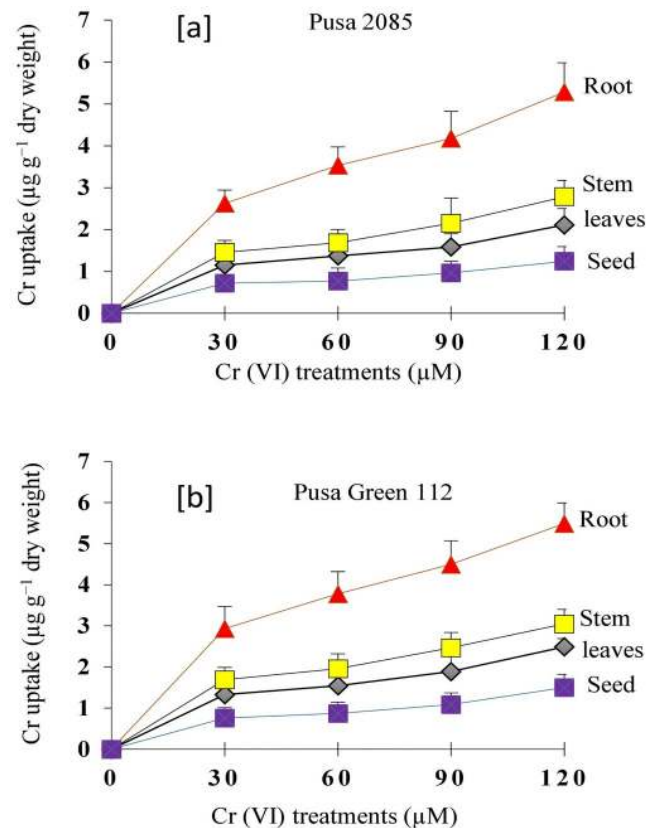 [a] Pusa 2085
Cr uptake (µg g⁻¹ dry weight)
7
6
5
4
3
2
1
0
Root
Stem
leaves
Seed
0 30 60 90 120
Cr (VI) treatments (µM)
[b] Pusa Green 112
Cr uptake (µg g⁻¹ dry weight)
7
6
5
4
3
2
1
0
Root
Stem
leaves
Seed
0 30 60 90 120
Cr (VI) treatments (µM)